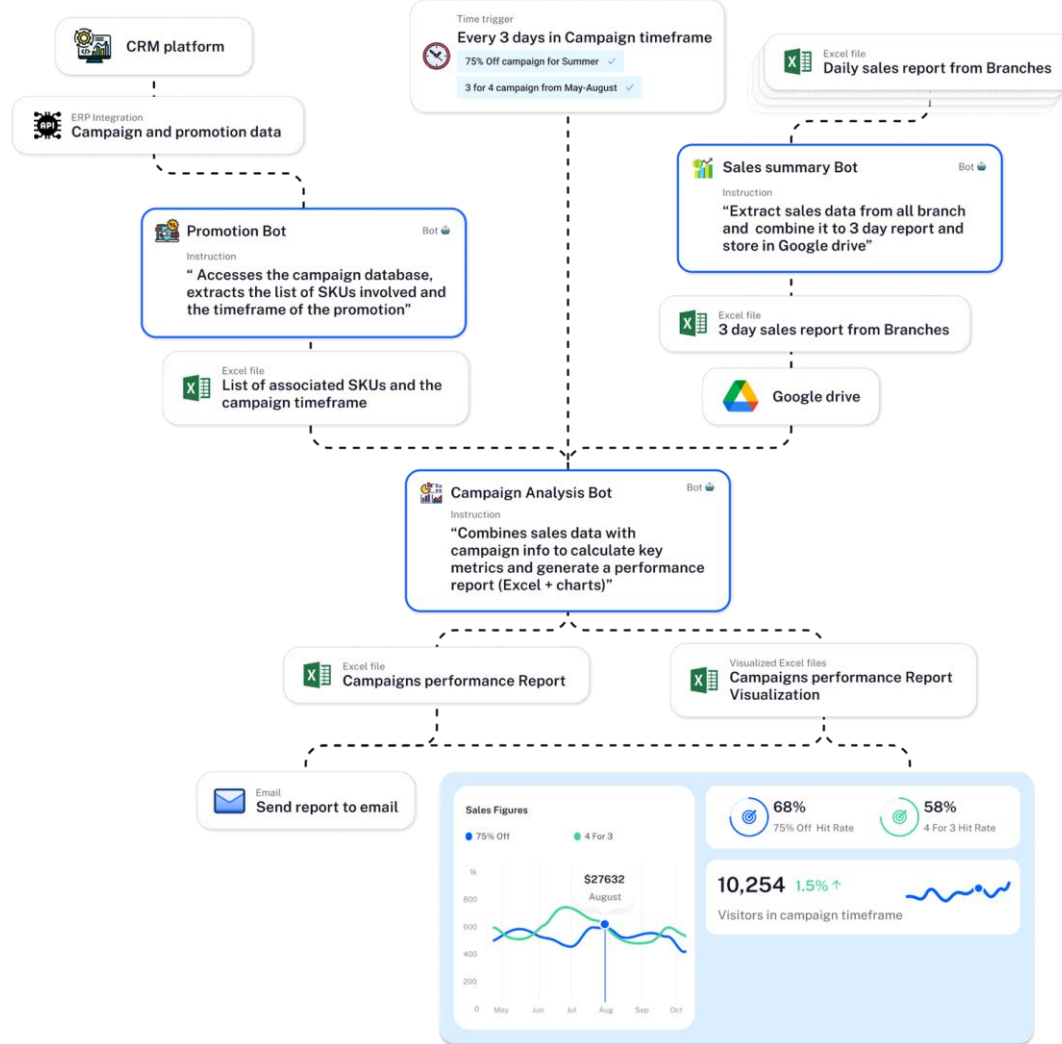 CRM platform
ERP Integration
Campaign and promotion data
API
Time trigger
Every 3 days in Campaign timeframe
75% Off campaign for Summer
3 for 4 campaign from May-August
Excel file
Daily sales report from Branches
Promotion Bot
Bot
Instruction
“ Accesses the campaign database,
extracts the list of SKUs involved and
the timeframe of the promotion”
Excel file
List of associated SKUs and the
campaign timeframe
Sales summary Bot
Bot
Instruction
“Extract sales data from all branch
and combine it to 3 day report and
store in Google drive”
Excel file
3 day sales report from Branches
Google drive
Campaign Analysis Bot
Bot
Instruction
“Combines sales data with
campaign info to calculate key
metrics and generate a performance
report (Excel + charts)”
Excel file
Campaigns performance Report
Visualized Excel files
Campaigns performance Report
Visualization
Email
Send report to email
Sales Figures
75% Off
4 For 3
$27632
August
1k
800
600
400
200
0
May
Jun
Jul
Aug
Sep
Oct
68%
75% Off Hit Rate
58%
4 For 3 Hit Rate
10,254 1.5% ↑
Visitors in campaign timeframe